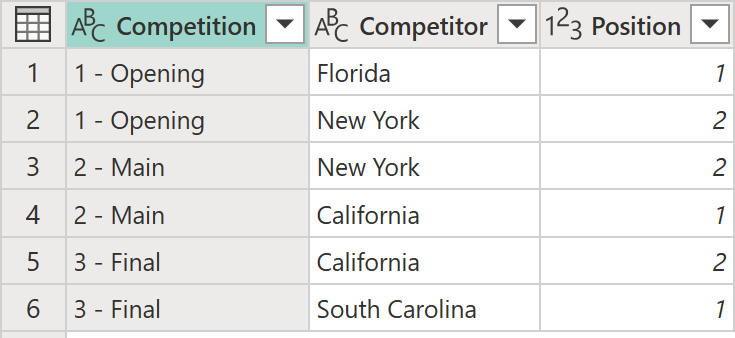 ABC Competition ABC Competitor 123 Position
1 1 - Opening Florida 1
2 1 - Opening New York 2
3 2 - Main New York 2
4 2 - Main California 1
5 3 - Final California 2
6 3 - Final South Carolina 1